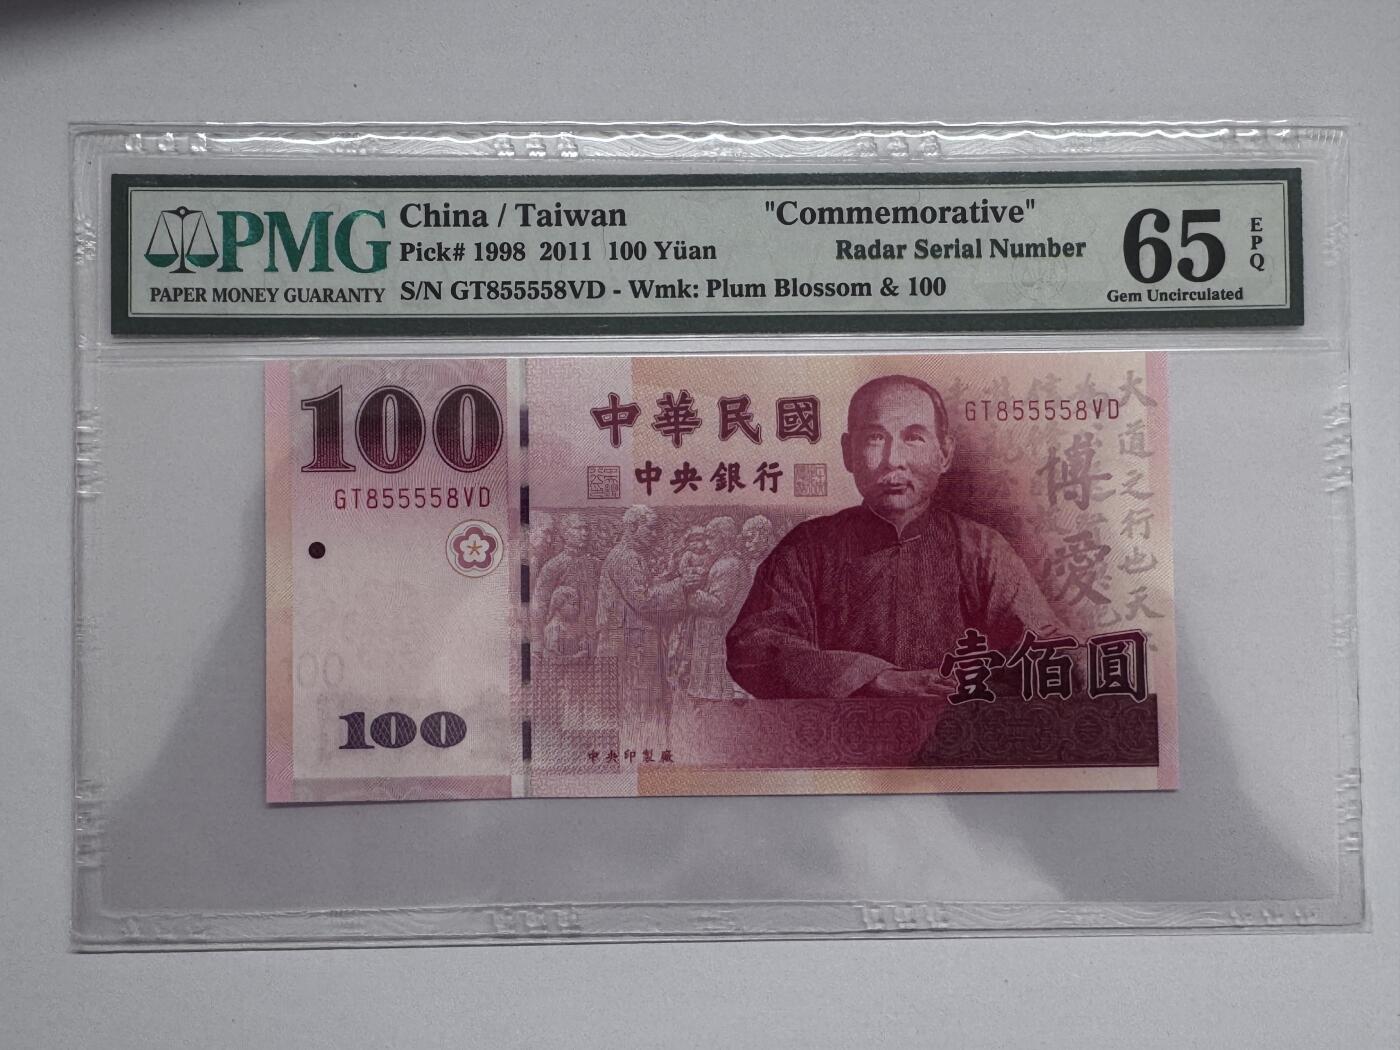 PMG
PAPER MONEY GUARANTY
China / Taiwan "Commemorative"
Pick# 1998 2011 100 Yüan Radar Serial Number
S/N GT855558VD - Wmk: Plum Blossom & 100
65
EPQ
Gem Uncirculated
100
GT855558VD
中華民國
中央銀行
GT855558VD
博愛
大道之行也天
壹佰圓
100
中央印製廠